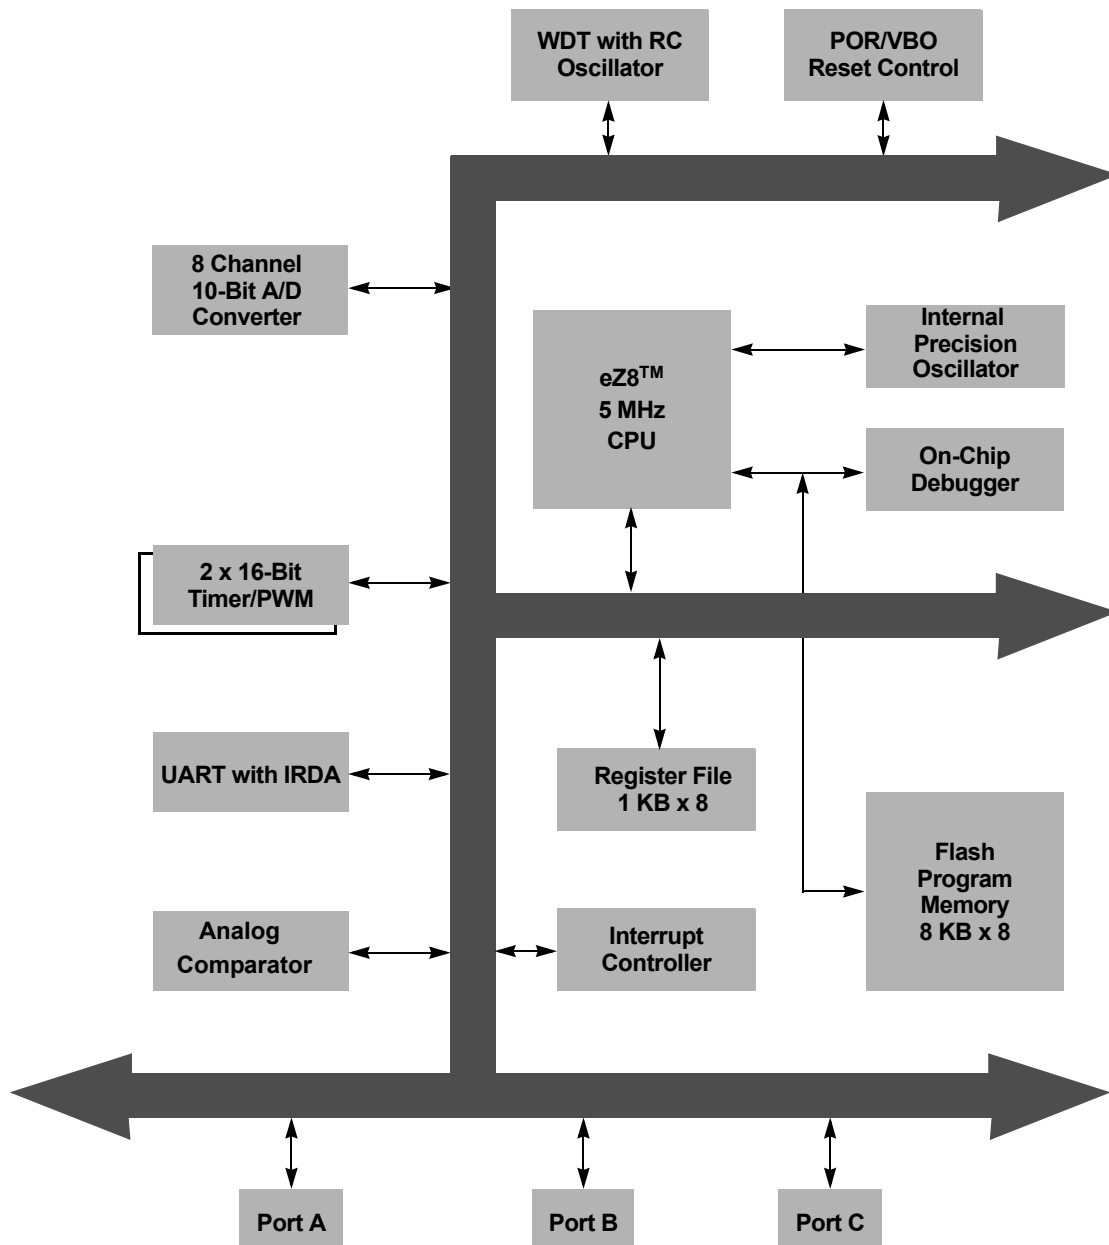 WDT with RC
Oscillator
POR/VBO
Reset Control
8 Channel
10-Bit A/D
Converter
eZ8™
5 MHz
CPU
Internal
Precision
Oscillator
On-Chip
Debugger
2 x 16-Bit
Timer/PWM
UART with IRDA
Register File
1 KB x 8
Flash
Program
Memory
8 KB x 8
Analog
Comparator
Interrupt
Controller
Port A
Port B
Port C